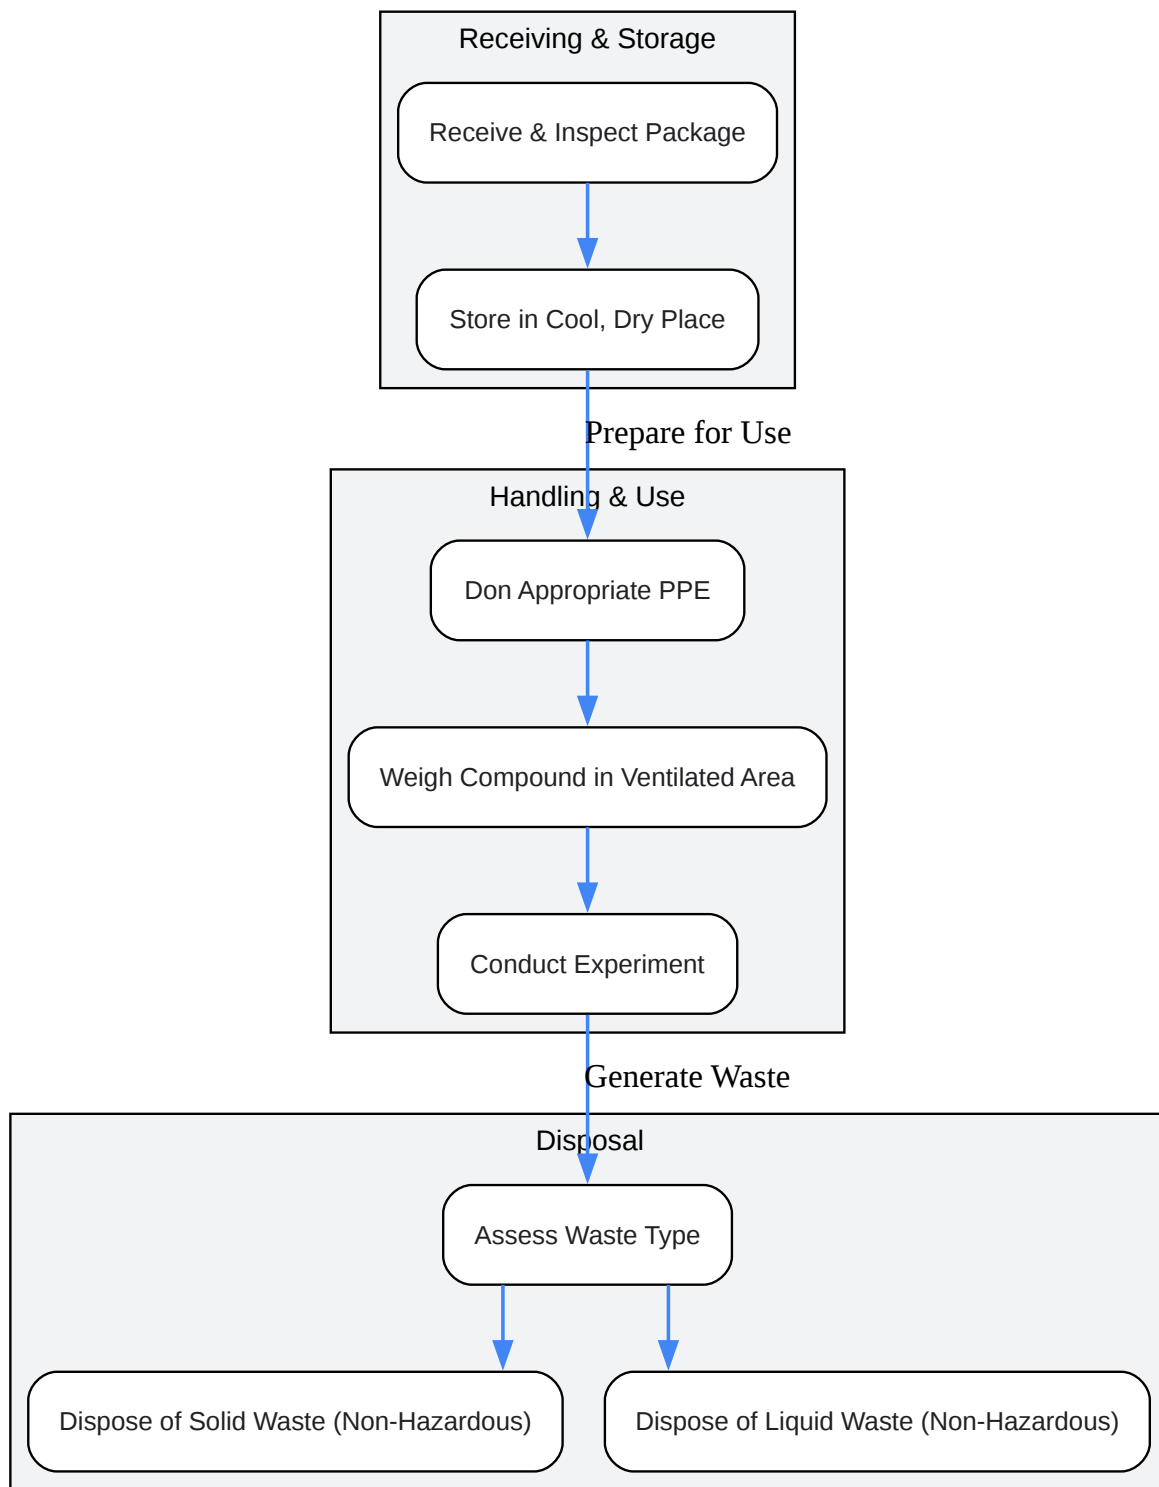 Receiving & Storage
Receive & Inspect Package
Store in Cool, Dry Place
Prepare for Use
Handling & Use
Don Appropriate PPE
Weigh Compound in Ventilated Area
Conduct Experiment
Generate Waste
Disposal
Assess Waste Type
Dispose of Solid Waste (Non-Hazardous)
Dispose of Liquid Waste (Non-Hazardous)